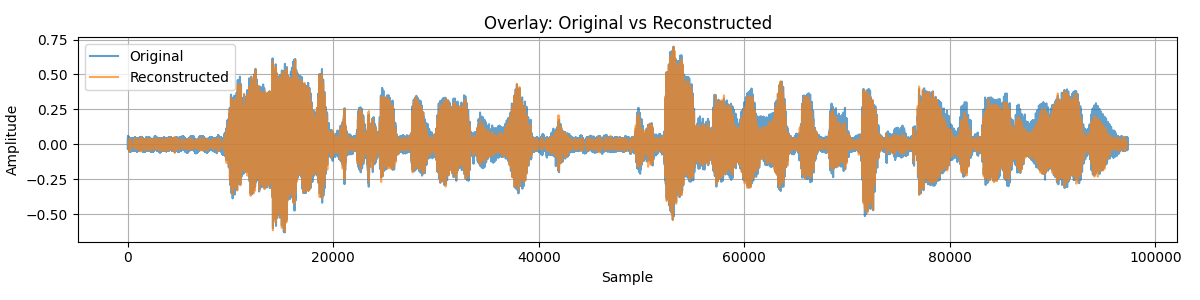 Overlay: Original vs Reconstructed
Original
Reconstructed
Amplitude
0.75
0.50
0.25
0.00
−0.25
−0.50
0
20000
40000
60000
80000
100000
Sample